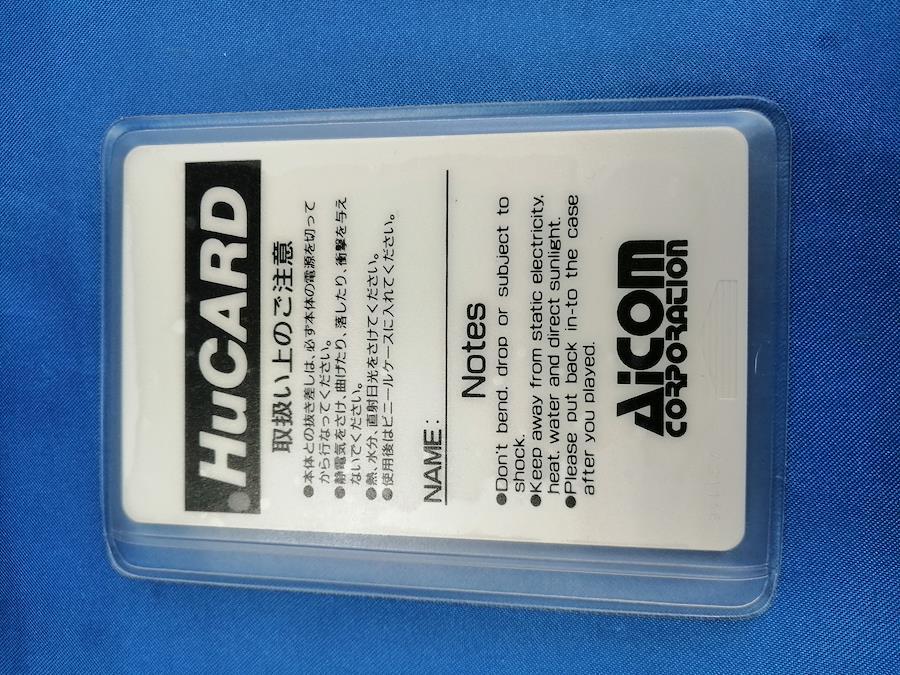 HuCARD
取扱い上のご注意
●本体との抜き差しは、必ず本体の電源を切って
から行なってください。
●静電気をさけ、曲げたり、落したり、衝撃を与え
ないでください。
●熱、水分、直射日光をさけてください。
●使用後はビニールケースに入れてください。
NAME:
Notes
●Don't bend, drop or subject to
shock.
●Keep away from static electricity,
heat, water and direct sunlight.
●Please put back in-to the case
after you played.
AiCOM
CORPORATION